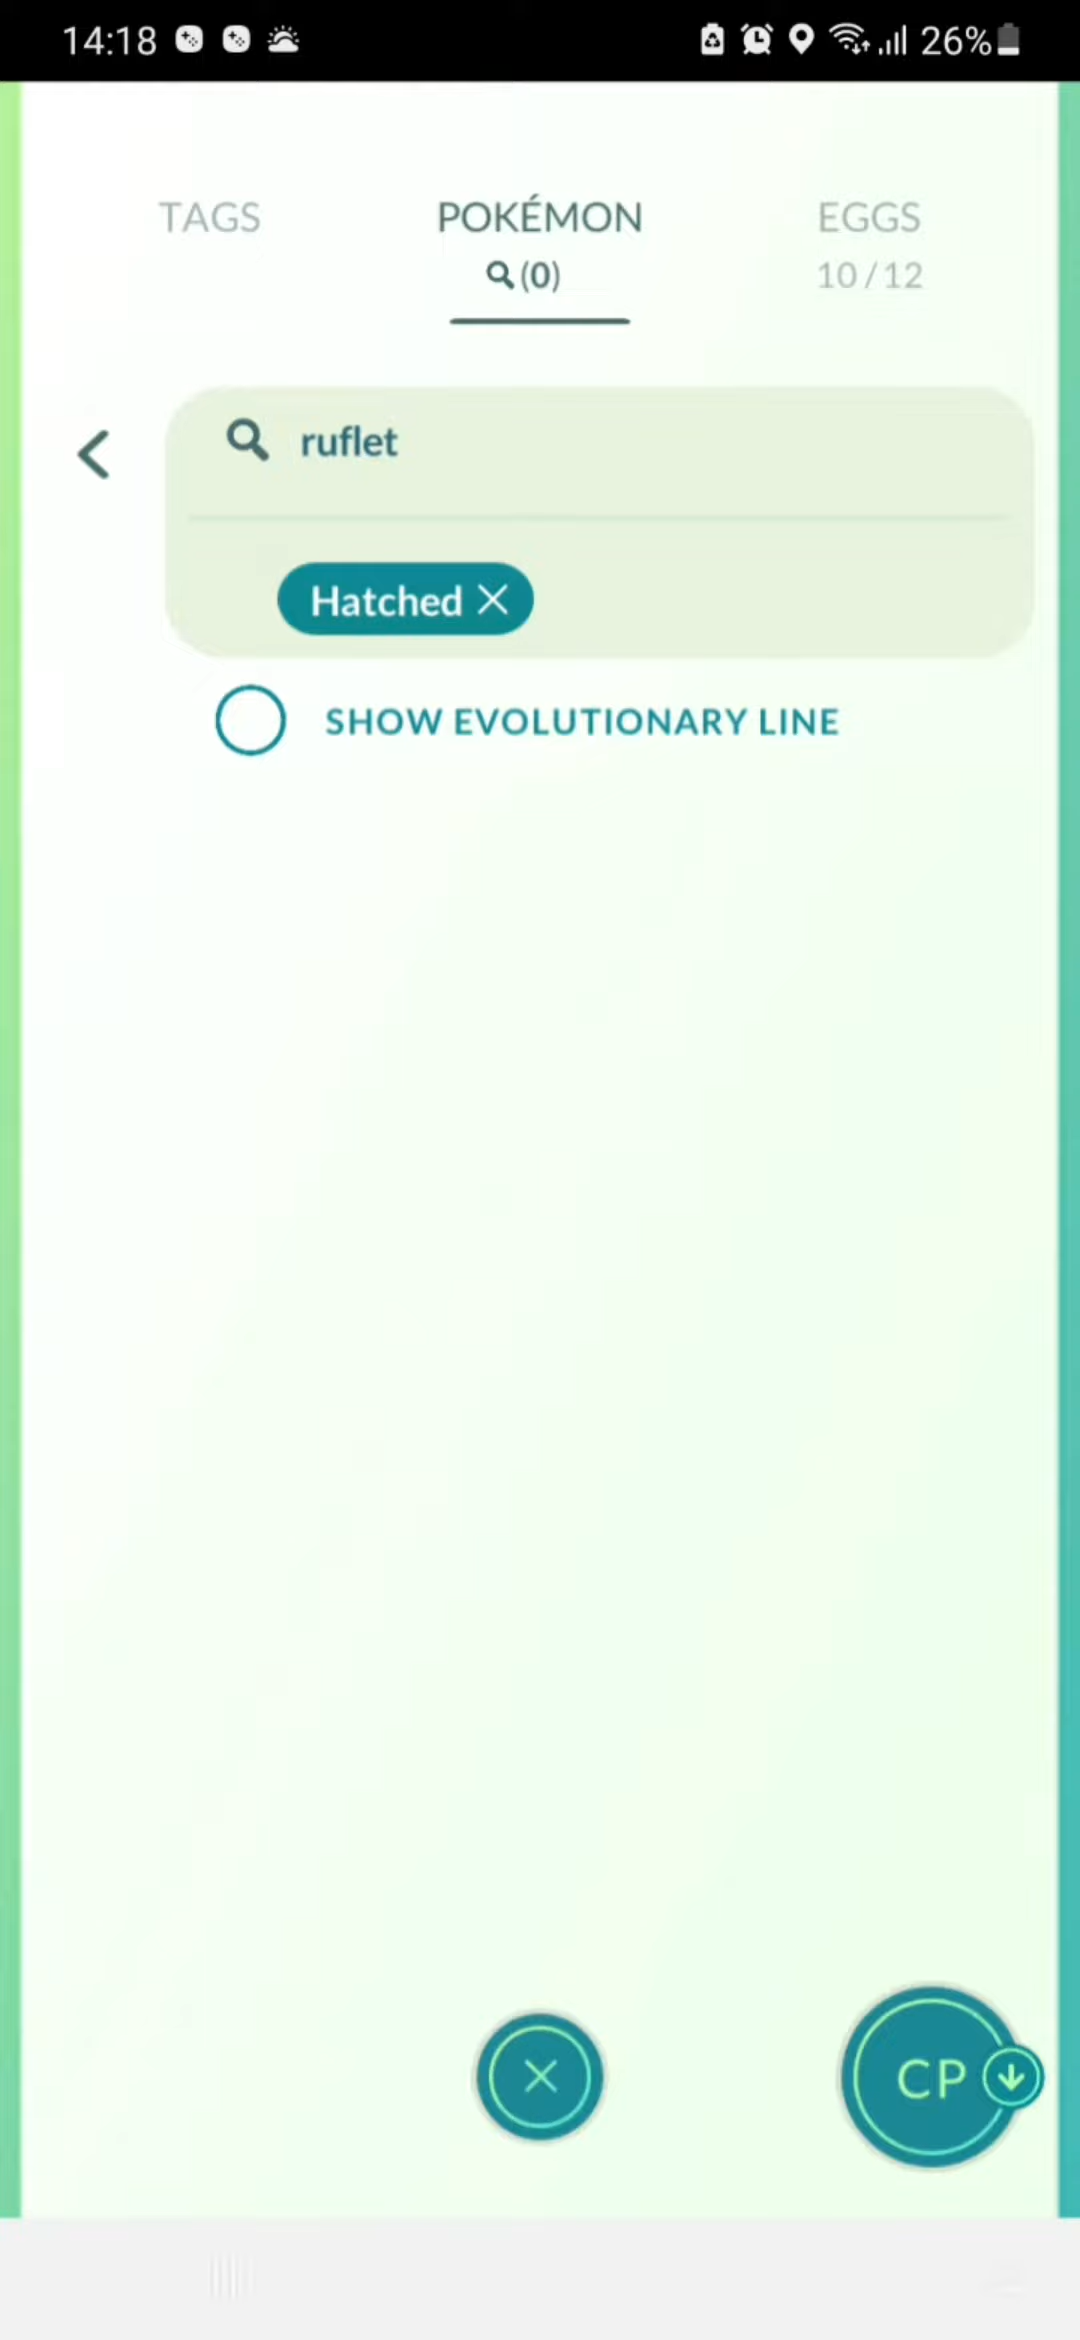 14:18
26%
TAGS
POKÉMON
EGGS
(0)
10/12
ruflet
Hatched
SHOW EVOLUTIONARY LINE
CP